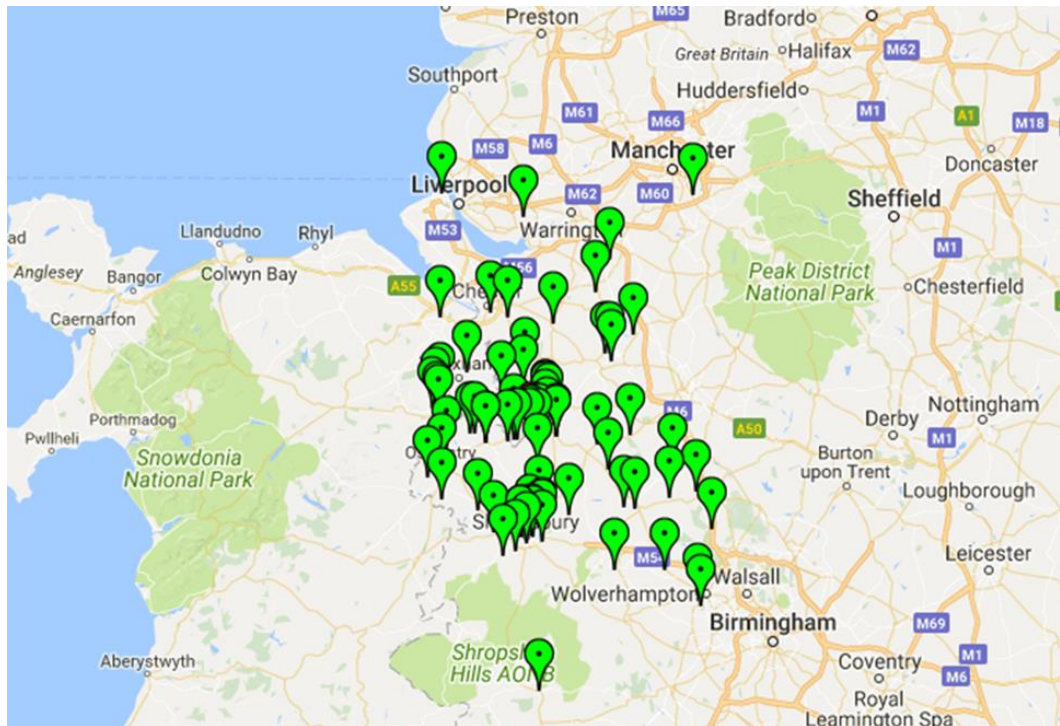 M65
Preston
Bradford
Great Britain
Halifax
M62
Southport
Huddersfield
M61
M1
A1
M66
M18
M58
M6
Manchester
Doncaster
Liverpool
M62
M60
Sheffield
Warrington
Llandudno
Rhyl
M53
M1
ad
Colwyn Bay
Anglesey
Bangor
M56
Peak District
National Park
A55
Chesterfield
Caernarfon
Porthmadog
M6
Derby
Nottingham
A50
M1
Pwllheli
Snowdonia
National Park
Burton
upon Trent
Loughborough
Leicester
M54
Wolverhampton
Walsall
Birmingham
M69
Aberystwyth
Coventry
M1
M6
Royal
Leamington Spa